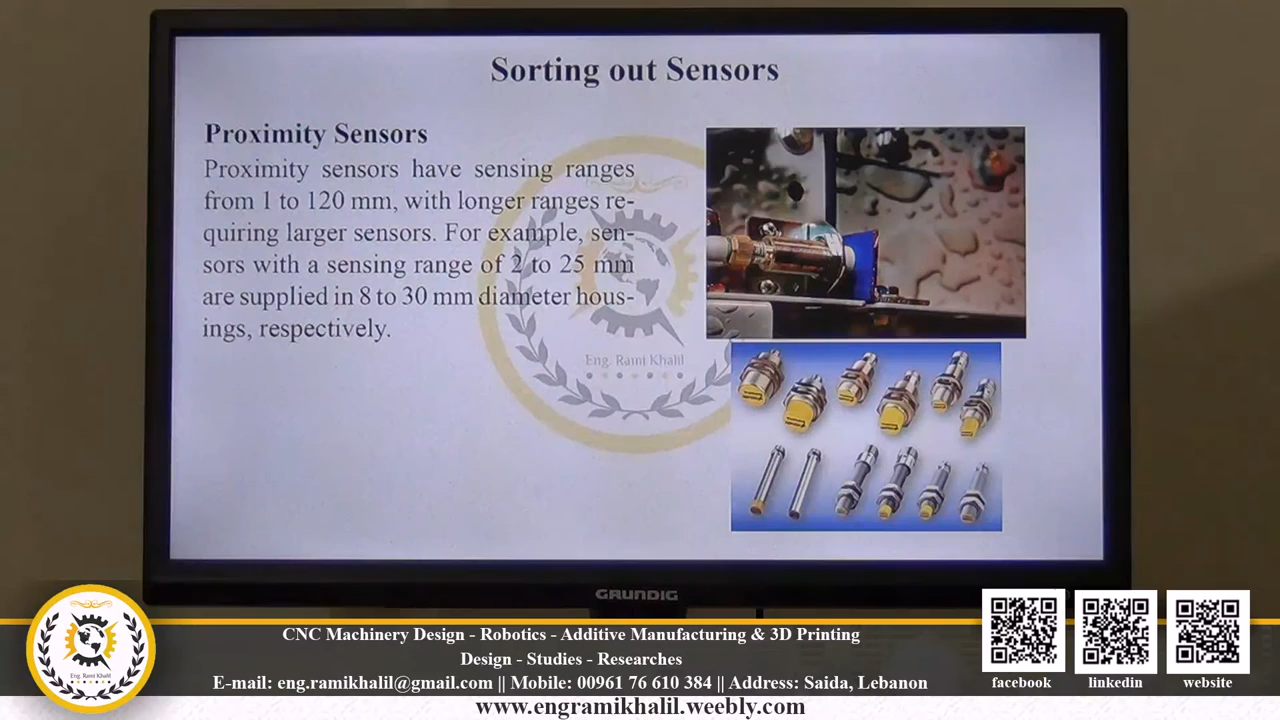 Sorting out Sensors
Proximity Sensors
Proximity sensors have sensing ranges
from 1 to 120 mm, with longer ranges re-
quiring larger sensors. For example, sen-
sors with a sensing range of 2 to 25 mm
are supplied in 8 to 30 mm diameter hous-
ings, respectively.
Eng. Rami Khalil
GRUNDIG
Eng. Rami Khalil
CNC Machinery Design - Robotics - Additive Manufacturing & 3D Printing
Design - Studies - Researches
E-mail: eng.ramikhalil@gmail.com || Mobile: 00961 76 610 384 || Address: Saida, Lebanon
www.engramikhalil.weebly.com
facebook
linkedin
website